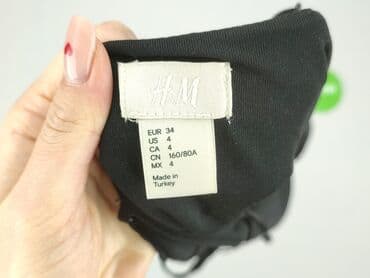 H&M
EUR 34
US 4
CA 4
CN 160/80A
MX 4
Made in
Turkey